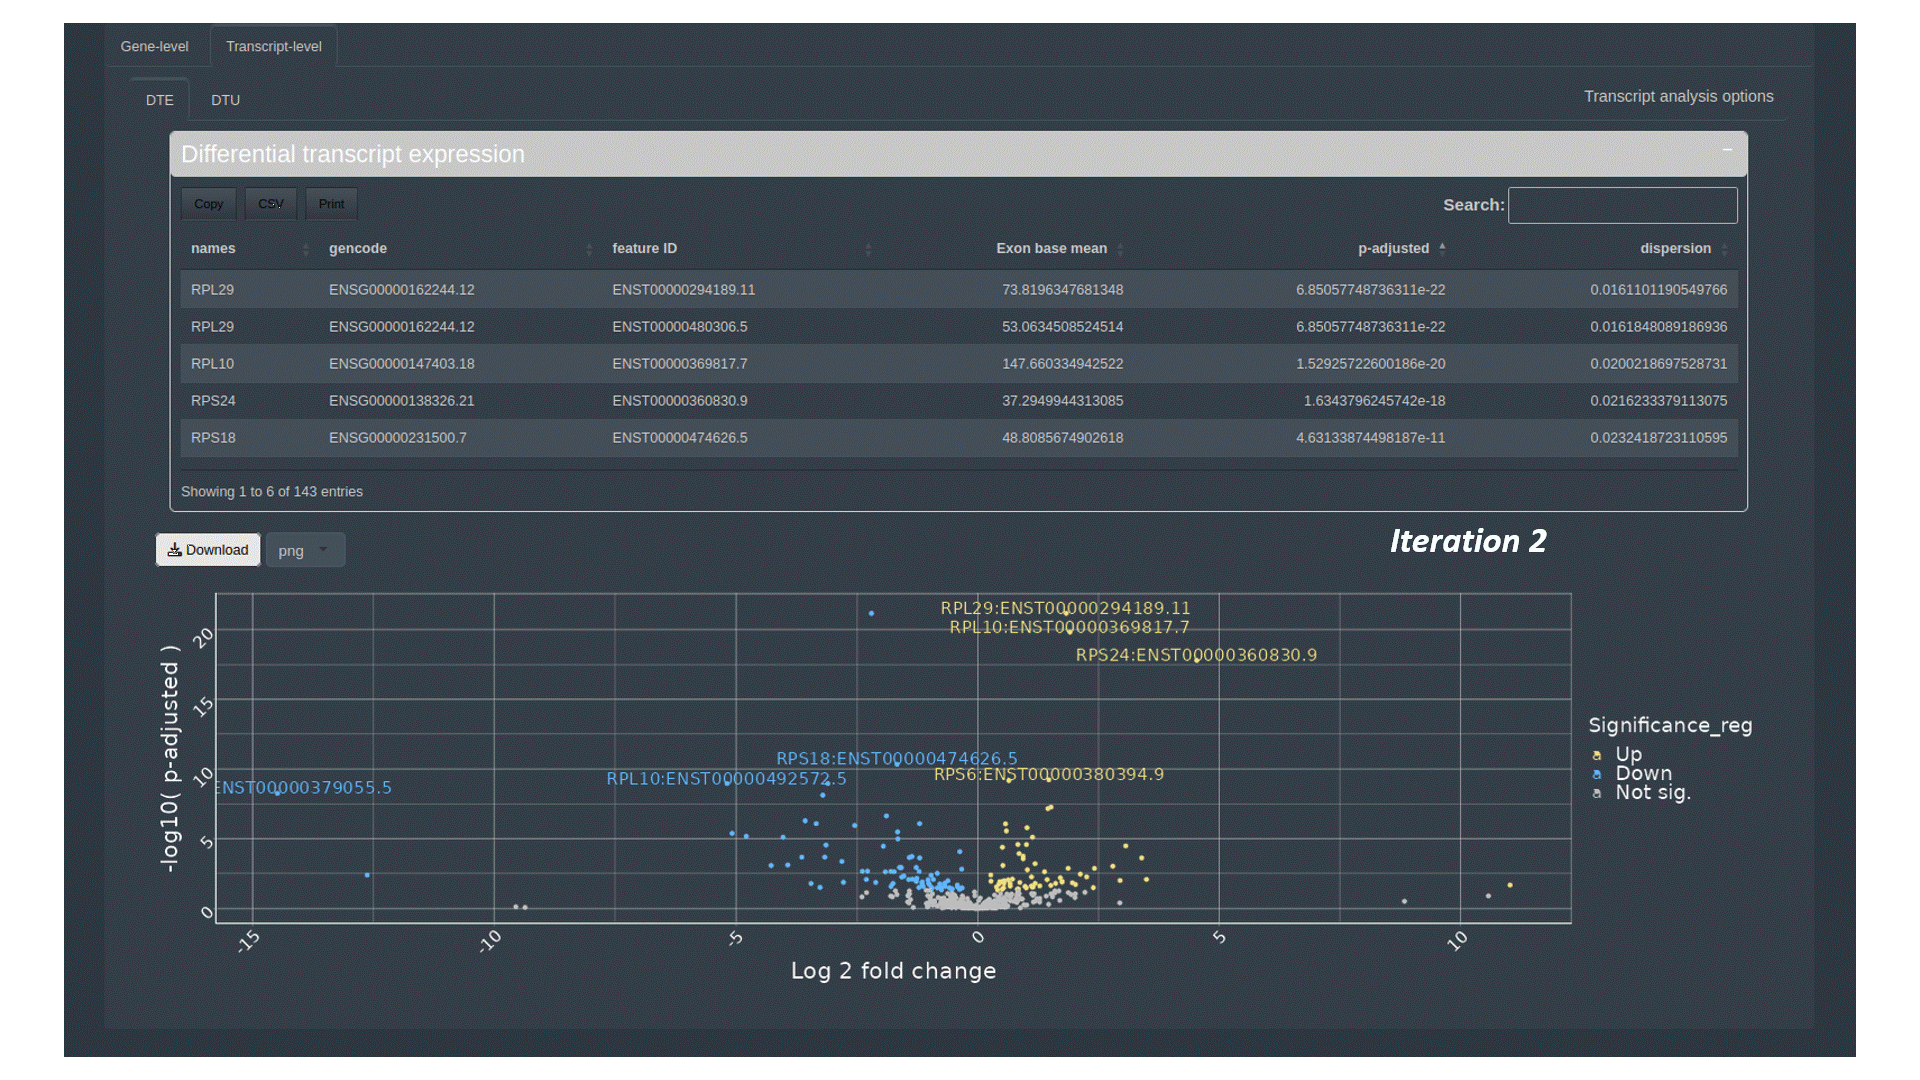 Gene-level Transcript-level
DTE DTU Transcript analysis options
Differential transcript expression −
Copy CSV Print Search:
names gencode feature ID Exon base mean p-adjusted dispersion
RPL29 ENSG00000162244.12 ENST00000294189.11 73.8196347681348 6.85057748736311e-22 0.0161101190549766
RPL29 ENSG00000162244.12 ENST00000480306.5 53.0634508524514 6.85057748736311e-22 0.0161848089186936
RPL10 ENSG00000147403.18 ENST00000369817.7 147.660334942522 1.52925722600186e-20 0.0200218697528731
RPS24 ENSG00000138326.21 ENST00000360830.9 37.2949944313085 1.6343796245742e-18 0.0216233379113075
RPS18 ENSG00000231500.7 ENST00000474626.5 48.8085674902618 4.63133874498187e-11 0.0232418723110595
Showing 1 to 6 of 143 entries
Download png
Iteration 2
RPL29:ENST00000294189.11
RPL10:ENST00000369817.7
RPS24:ENST00000360830.9
RPS18:ENST00000474626.5
RPS6:ENST00000380394.9
RPL10:ENST00000492572.5
ENST00000379055.5
-log10( p-adjusted )
20
15
10
5
0
-15 -10 -5 0 5 10
Log 2 fold change
Significance_reg
Up
Down
Not sig.